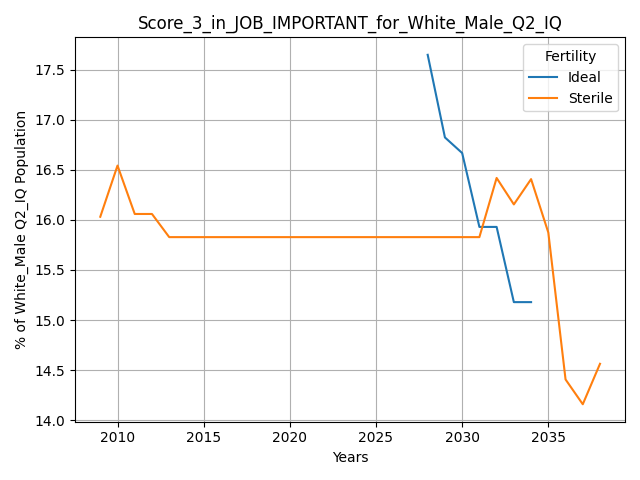 Score_3_in_JOB_IMPORTANT_for_White_Male_Q2_IQ
Fertility
Ideal
Sterile
% of White_Male Q2_IQ Population
17.5
17.0
16.5
16.0
15.5
15.0
14.5
14.0
2010 2015 2020 2025 2030 2035
Years